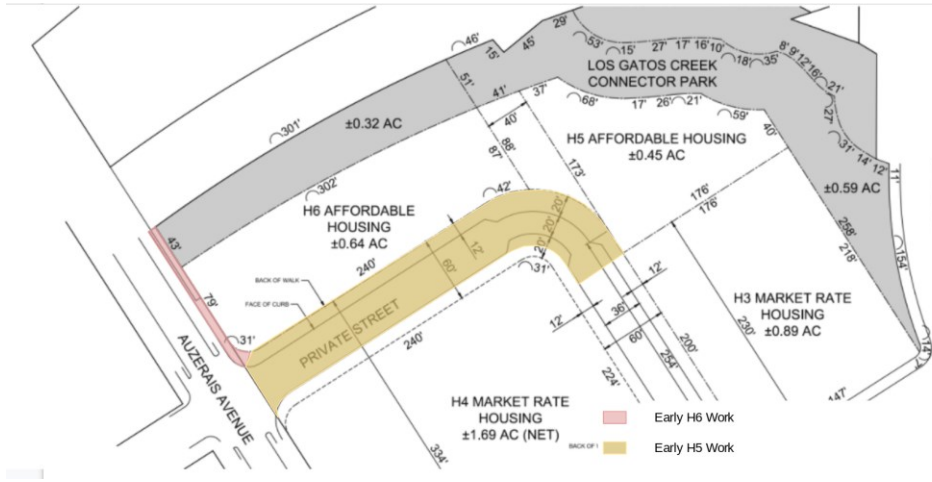 29'
46'
15'
45'
53'
15'
27'
17'
16'
10'
18'
35'
8'
9'
12'
16'
21'
27'
31'
14'
12'
11'
LOS GATOS CREEK
CONNECTOR PARK
51'
41'
37'
40'
68'
17'
26'
21'
59'
40'
301'
±0.32 AC
88'
87'
173'
H5 AFFORDABLE HOUSING
±0.45 AC
302'
42'
H6 AFFORDABLE
HOUSING
±0.64 AC
20'
20'
20'
176'
176'
±0.59 AC
258'
218'
154'
43'
12'
60'
240'
31'
BACK OF WALK
FACE OF CURB
79'
31'
PRIVATE STREET
240'
12'
12'
36'
60'
200'
254'
224'
230'
H3 MARKET RATE
HOUSING
±0.89 AC
14'
147'
AUZERAIS AVENUE
334'
H4 MARKET RATE
HOUSING
±1.69 AC (NET)
BACK OF
Early H6 Work
Early H5 Work